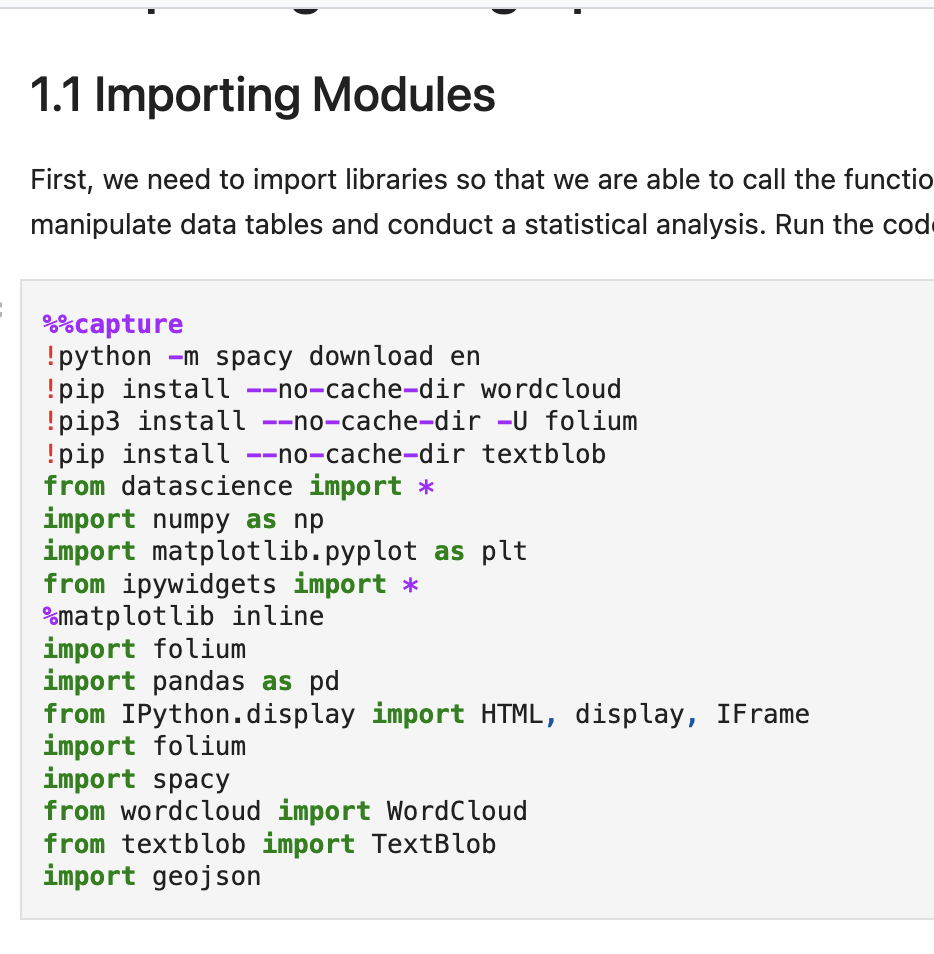 1.1 Importing Modules
First, we need to import libraries so that we are able to call the
manipulate data tables and conduct a statistical analysis. Run the
%%capture
!python -m spacy download en
!pip install --no-cache-dir wordcloud
!pip3 install --no-cache-dir -U folium
!pip install --no-cache-dir textblob
from datascience import *
import numpy as np
import matplotlib.pyplot as plt
from ipywidgets import *
%matplotlib inline
import folium
import pandas as pd
from IPython.display import HTML, display, IFrame
import folium
import spacy
from wordcloud import WordCloud
from textblob import TextBlob
import geojson